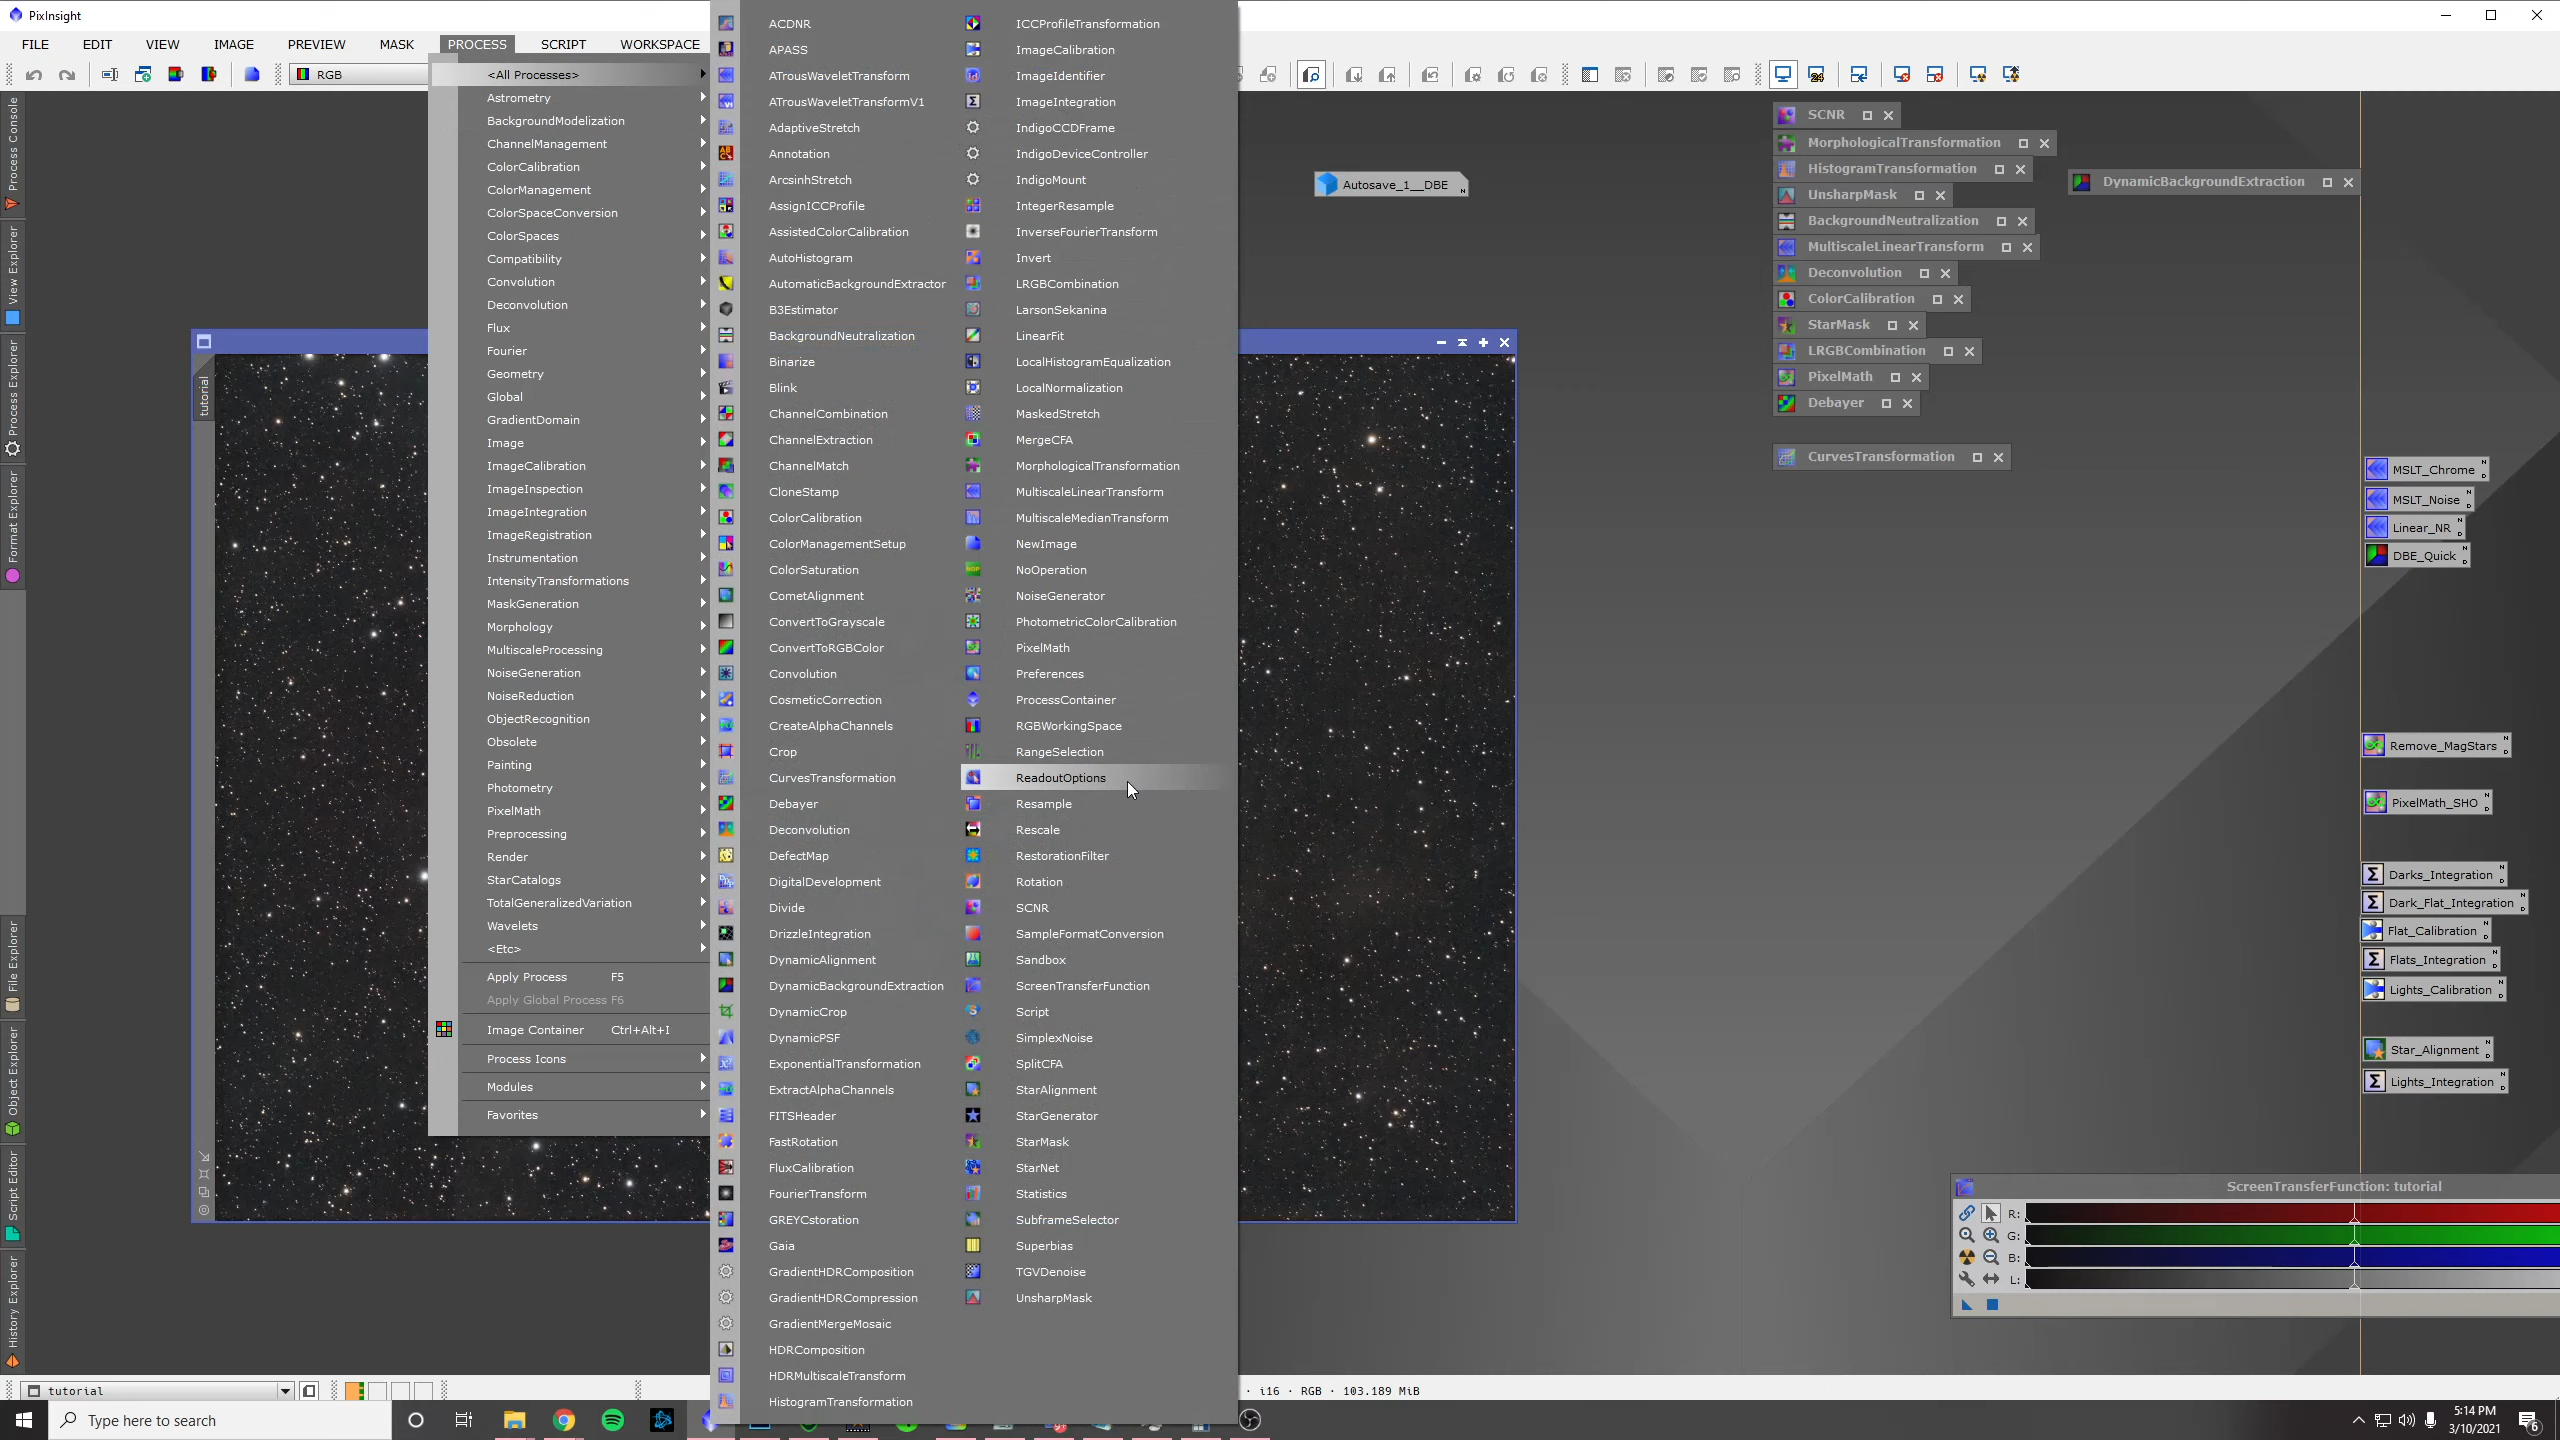 PixInsight
FILE EDIT VIEW IMAGE PREVIEW MASK PROCESS SCRIPT WORKSPACE
RGB
Process Console
View Explorer
Process Explorer
Format Explorer
File Explorer
Object Explorer
Script Editor
History Explorer
tutorial
<All Processes>
Astrometry
BackgroundModelization
ChannelManagement
ColorCalibration
ColorManagement
ColorSpaceConversion
ColorSpaces
Compatibility
Convolution
Deconvolution
Flux
Fourier
Geometry
Global
GradientDomain
Image
ImageCalibration
ImageInspection
ImageIntegration
ImageRegistration
Instrumentation
IntensityTransformations
MaskGeneration
Morphology
MultiscaleProcessing
NoiseGeneration
NoiseReduction
ObjectRecognition
Obsolete
Painting
Photometry
PixelMath
Preprocessing
Render
StarCatalogs
TotalGeneralizedVariation
Wavelets
<Etc>
Apply Process F5
Apply Global Process F6
Image Container Ctrl+Alt+I
Process Icons
Modules
Favorites
ACDNR
APASS
ATrousWaveletTransform
ATrousWaveletTransformV1
AdaptiveStretch
Annotation
ArcsinhStretch
AssignICCProfile
AssistedColorCalibration
AutoHistogram
AutomaticBackgroundExtractor
B3Estimator
BackgroundNeutralization
Binarize
Blink
ChannelCombination
ChannelExtraction
ChannelMatch
CloneStamp
ColorCalibration
ColorManagementSetup
ColorSaturation
CometAlignment
ConvertToGrayscale
ConvertToRGBColor
Convolution
CosmeticCorrection
CreateAlphaChannels
Crop
CurvesTransformation
Debayer
Deconvolution
DefectMap
DigitalDevelopment
Divide
DrizzleIntegration
DynamicAlignment
DynamicBackgroundExtraction
DynamicCrop
DynamicPSF
ExponentialTransformation
ExtractAlphaChannels
FITSHeader
FastRotation
FluxCalibration
FourierTransform
GREYCstoration
Gaia
GradientHDRComposition
GradientHDRCompression
GradientMergeMosaic
HDRComposition
HDRMultiscaleTransform
HistogramTransformation
ICCProfileTransformation
ImageCalibration
ImageIdentifier
ImageIntegration
IndigoCCDFrame
IndigoDeviceController
IndigoMount
IntegerResample
InverseFourierTransform
Invert
LRGBCombination
LarsonSekanina
LinearFit
LocalHistogramEqualization
LocalNormalization
MaskedStretch
MergeCFA
MorphologicalTransformation
MultiscaleLinearTransform
MultiscaleMedianTransform
NewImage
NoOperation
NoiseGenerator
PhotometricColorCalibration
PixelMath
Preferences
ProcessContainer
RGBWorkingSpace
RangeSelection
ReadoutOptions
Resample
Rescale
RestorationFilter
Rotation
SCNR
SampleFormatConversion
Sandbox
ScreenTransferFunction
Script
SimplexNoise
SplitCFA
StarAlignment
StarGenerator
StarMask
StarNet
Statistics
SubframeSelector
Superbias
TGVDenoise
UnsharpMask
Autosave_1__DBE
SCNR
MorphologicalTransformation
HistogramTransformation
UnsharpMask
BackgroundNeutralization
MultiscaleLinearTransform
Deconvolution
ColorCalibration
StarMask
LRGBCombination
PixelMath
Debayer
CurvesTransformation
DynamicBackgroundExtraction
MSLT_Chrome
MSLT_Noise
Linear_NR
DBE_Quick
Remove_MagStars
PixelMath_SHO
Darks_Integration
Dark_Flat_Integration
Flat_Calibration
Flats_Integration
Lights_Calibration
Star_Alignment
Lights_Integration
ScreenTransferFunction: tutorial
R:
G:
B:
L:
tutorial
· i16 · RGB · 103.189 MiB
Type here to search
5:14 PM
3/10/2021
6